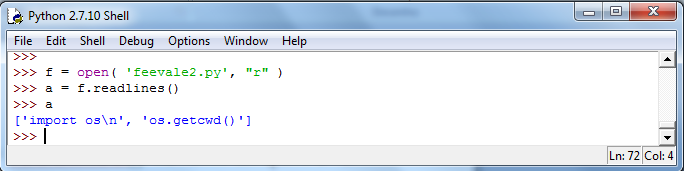 Python 2.7.10 Shell
File Edit Shell Debug Options Window Help
>>>
>>> f = open( 'feevale2.py', "r" )
>>> a = f.readlines()
>>> a
['import os\n', 'os.getcwd()']
>>>
Ln: 72 Col: 4